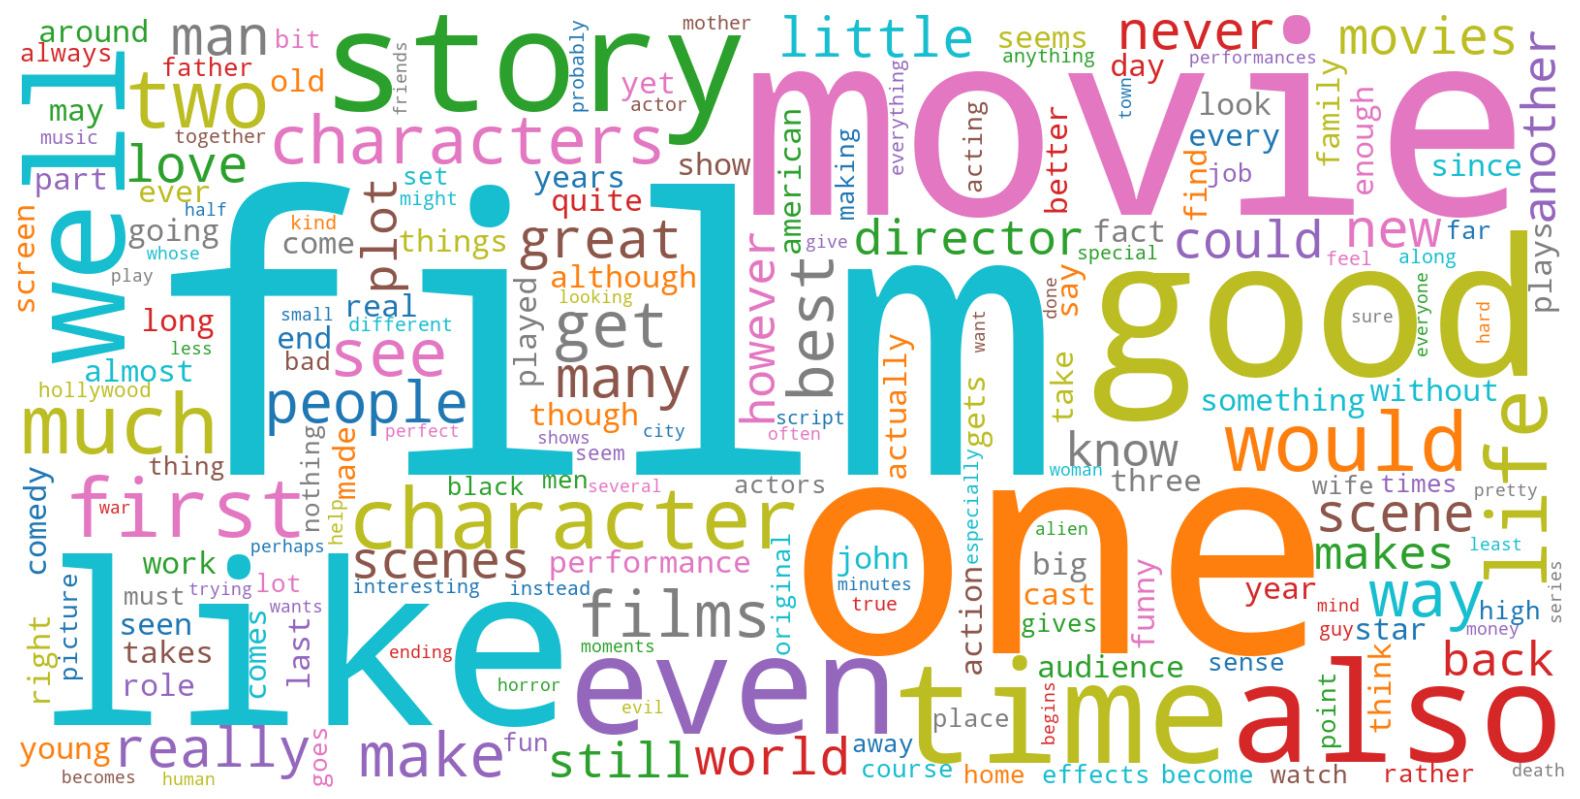 film
movie
one
like
good
story
well
time
even
also
character
characters
first
much
two
would
way
life
get
see
many
great
people
films
scenes
make
really
best
plot
little
never
movies
man
love
around
always
father
bit
old
may
music
together
part
ever
half
going
whose
play
screen
long
less
almost
hollywood
mother
friends
probably
yet
actor
show
years
quite
set
might
kind
come
things
although
looking
played
real
small
different
end
bad
though
perfect
shows
seem
city
script
often
however
american
making
everything
seems
anything
acting
better
day
town
performances
look
every
find
job
family
enough
since
another
plays
director
give
special
fact
could
new
feel
far
along
say
done
want
actually
take
gets
especially
know
three
woman
something
without
sure
everyone
hard
wife
times
pretty
scene
makes
least
series
year
mind
guy
star
high
money
back
sense
audience
think
point
begins
place
funny
gives
cast
big
alien
action
john
minutes
true
original
performance
interesting
instead
moments
black
men
several
actors
made
nothing
help
thing
war
comedy
perhaps
work
trying
lot
wants
must
seen
takes
role
comes
last
right
picture
ending
horror
evil
young
becomes
human
goes
fun
still
world
away
course
home
effects
become
watch
rather
death